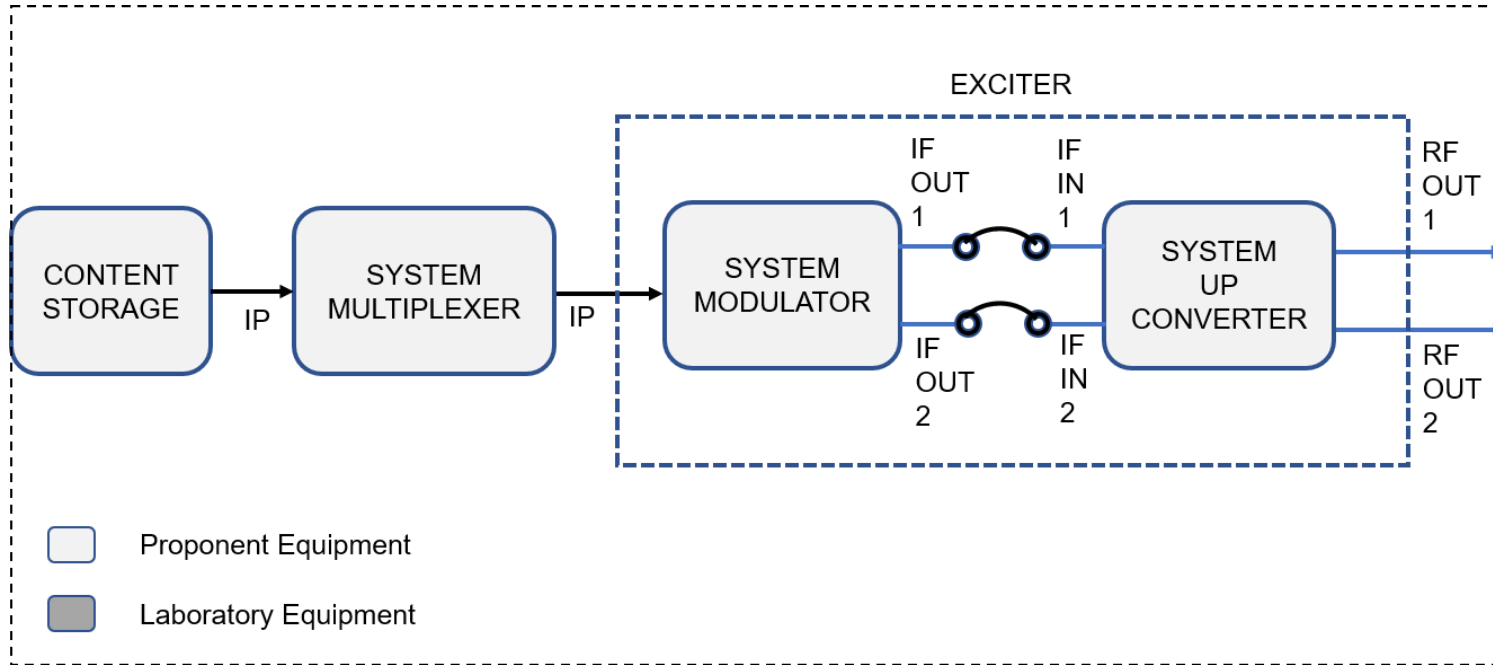 EXCITER
IF
OUT
1
IF
IN
1
RF
OUT
1
CONTENT
STORAGE
IP
SYSTEM
MULTIPLEXER
IP
SYSTEM
MODULATOR
SYSTEM
UP
CONVERTER
IF
OUT
2
IF
IN
2
RF
OUT
2
Proponent Equipment
Laboratory Equipment